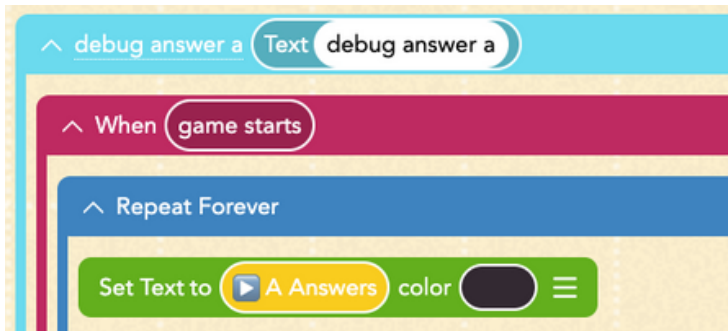 debug answer a Text debug answer a
When game starts
Repeat Forever
Set Text to A Answers color